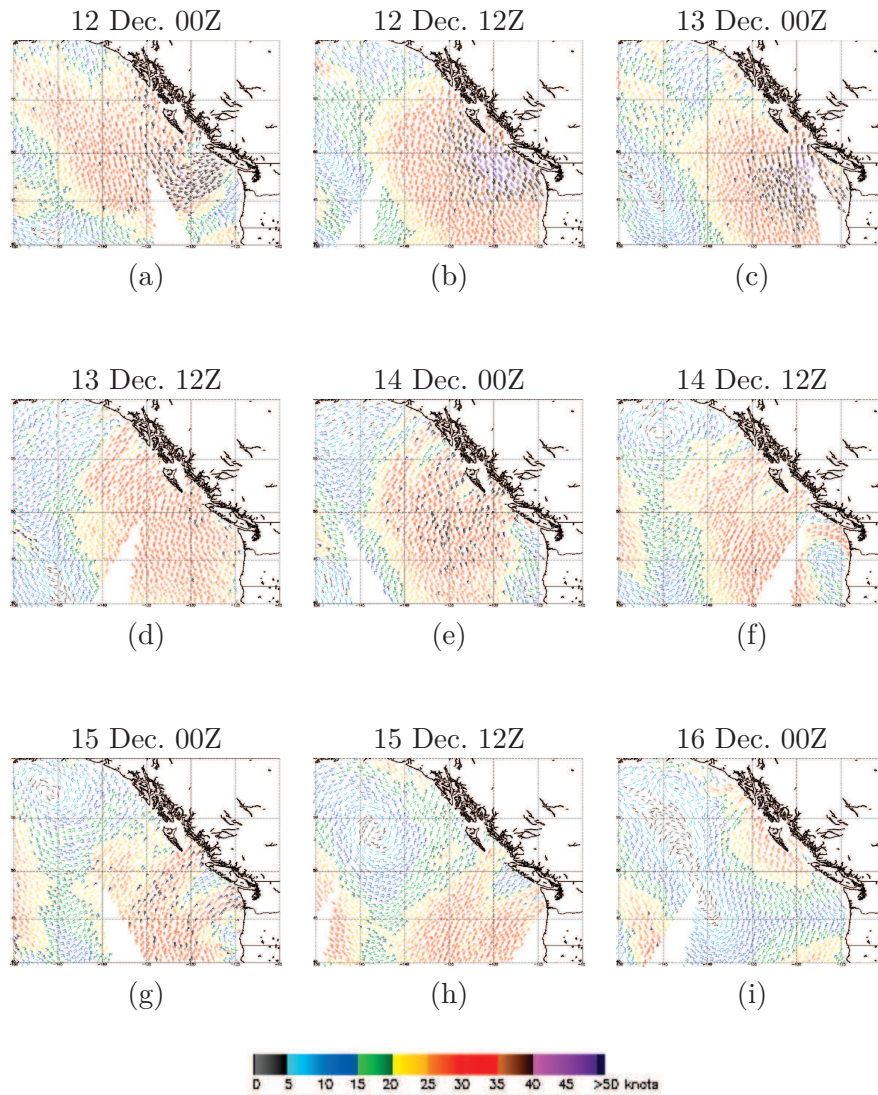 12 Dec. 00Z
12 Dec. 12Z
13 Dec. 00Z
(a)
(b)
(c)
13 Dec. 12Z
14 Dec. 00Z
14 Dec. 12Z
(d)
(e)
(f)
15 Dec. 00Z
15 Dec. 12Z
16 Dec. 00Z
(g)
(h)
(i)
0 5 10 15 20 25 30 35 40 45 >50 knots